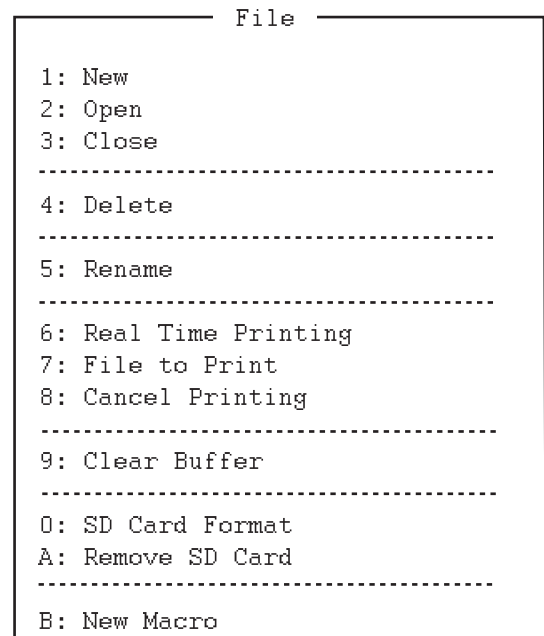 File
1: New
2: Open
3: Close
4: Delete
5: Rename
6: Real Time Printing
7: File to Print
8: Cancel Printing
9: Clear Buffer
0: SD Card Format
A: Remove SD Card
B: New Macro